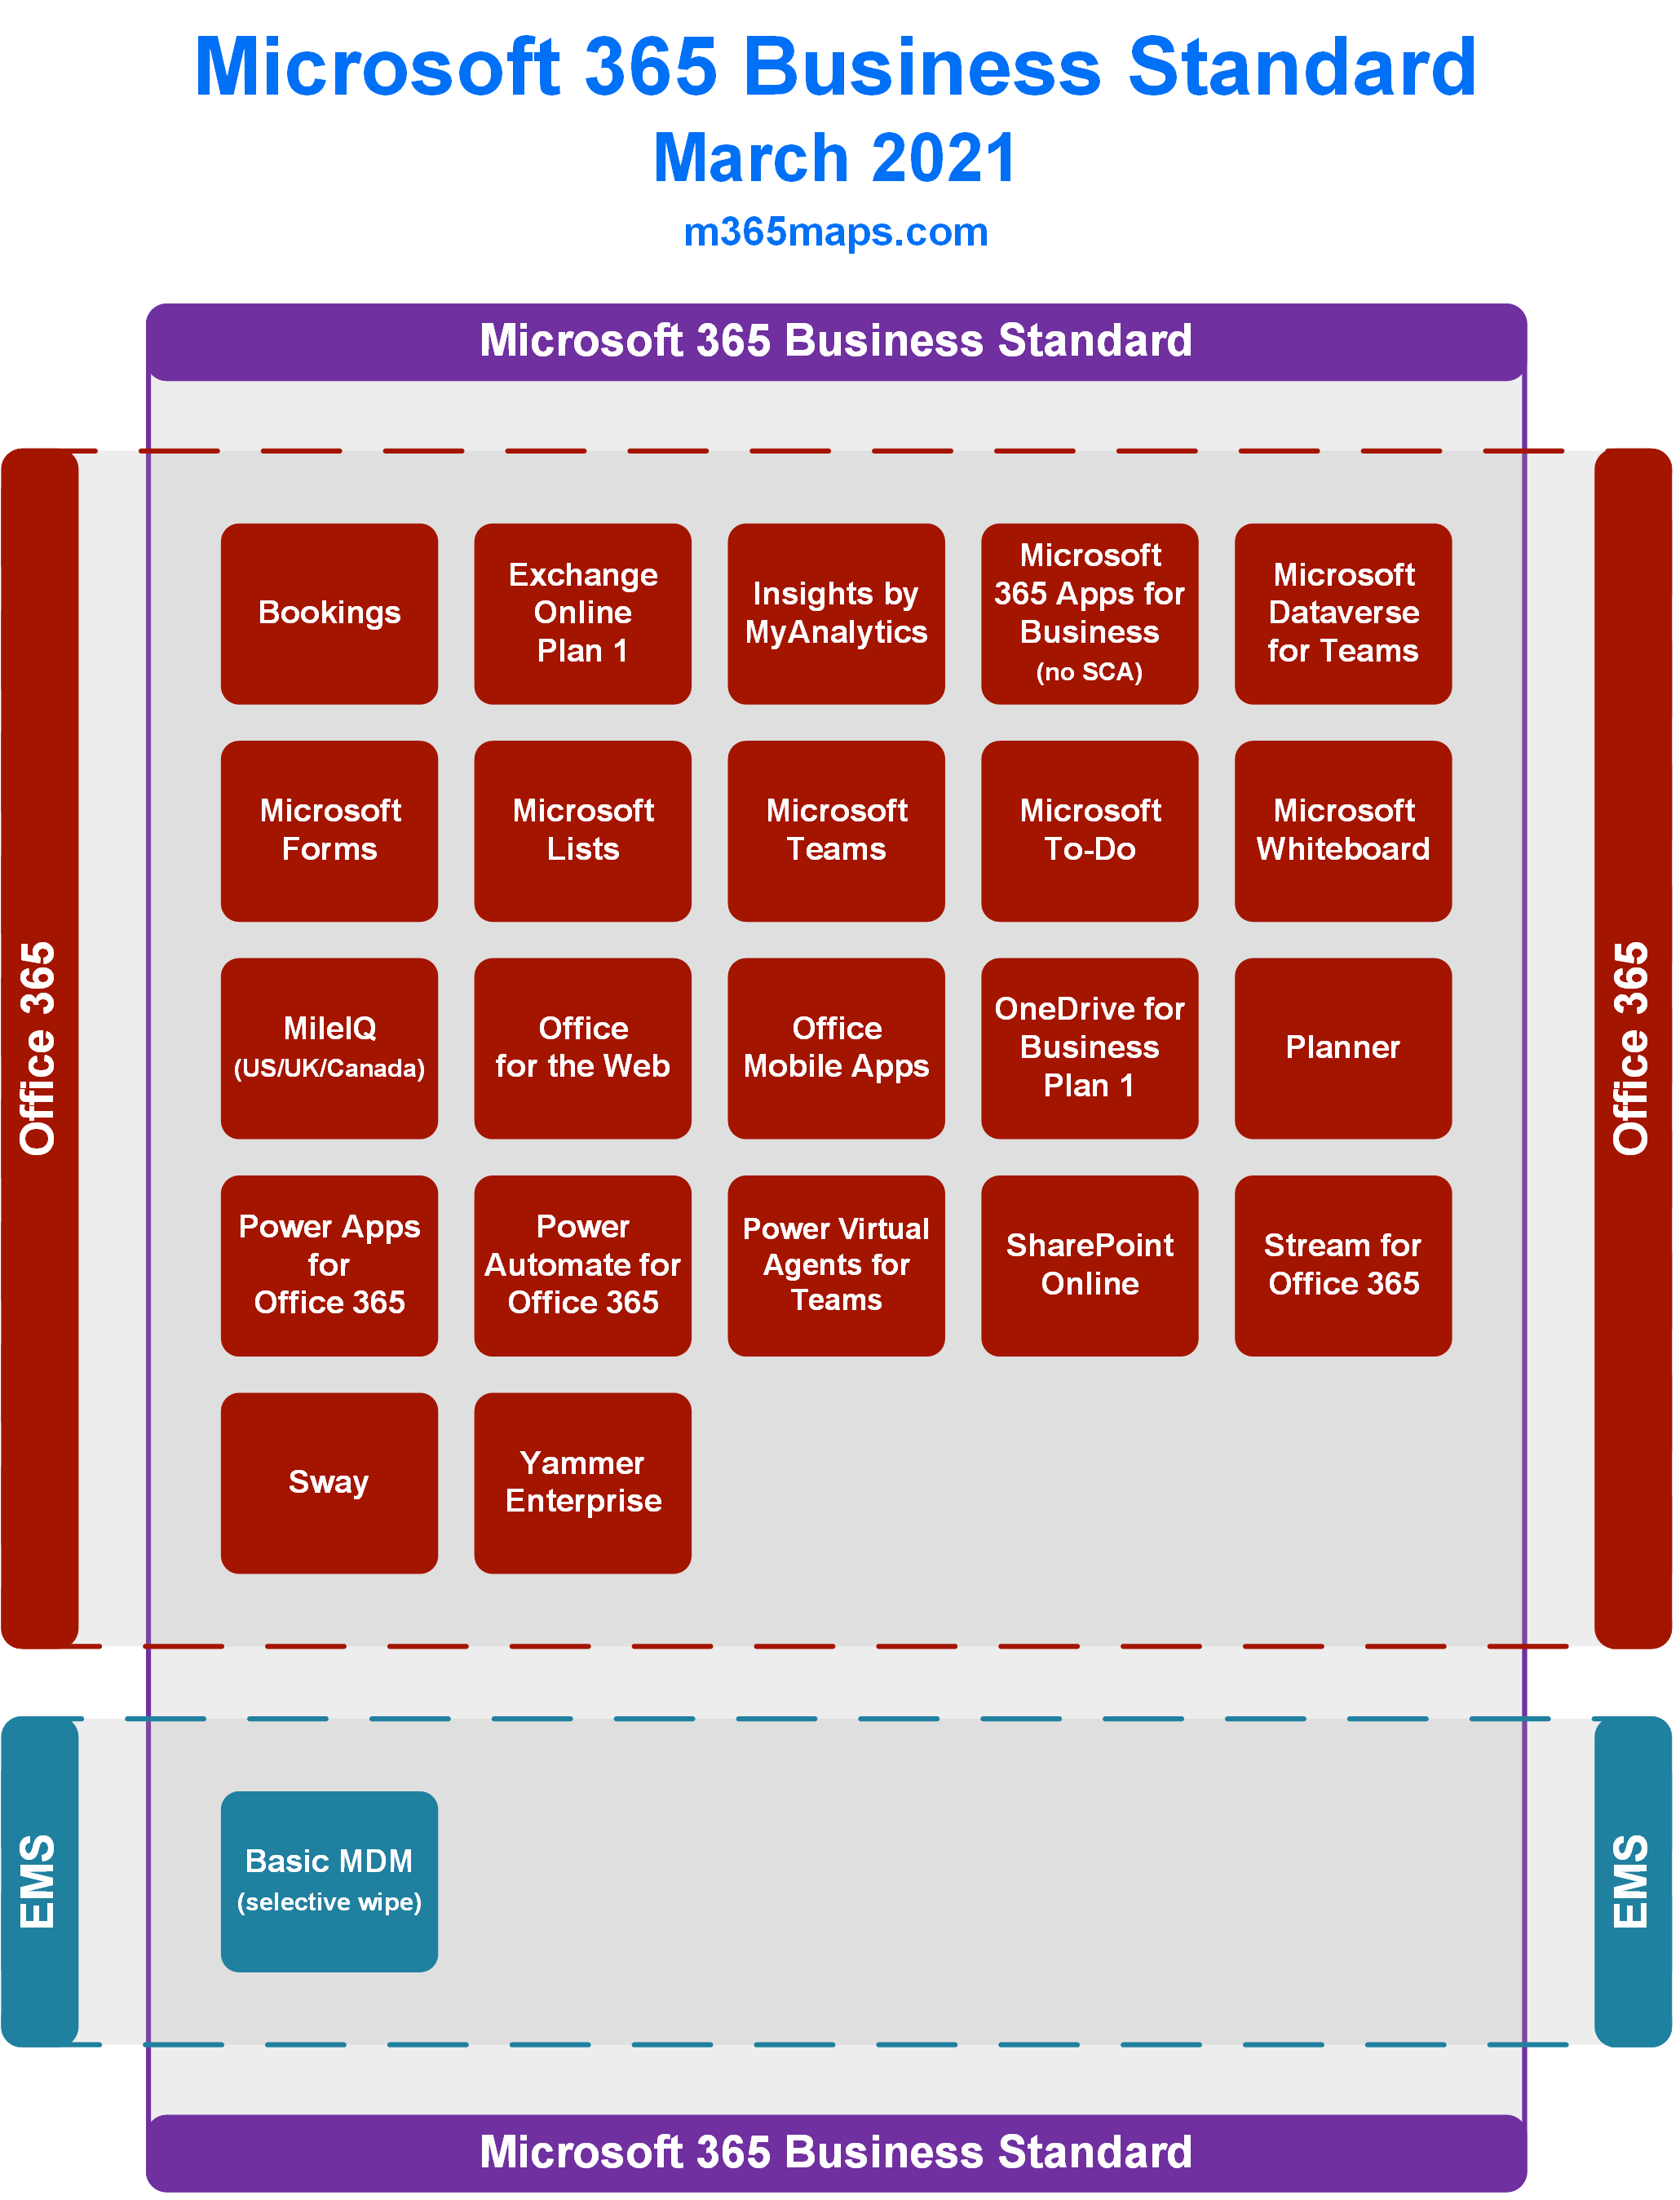 Microsoft 365 Business Standard
March 2021
m365maps.com
Microsoft 365 Business Standard
Office 365
Office 365
Bookings
Exchange
Online
Plan 1
Insights by
MyAnalytics
Microsoft
365 Apps for
Business
(no SCA)
Microsoft
Dataverse
for Teams
Microsoft
Forms
Microsoft
Lists
Microsoft
Teams
Microsoft
To-Do
Microsoft
Whiteboard
MileIQ
(US/UK/Canada)
Office
for the Web
Office
Mobile Apps
OneDrive for
Business
Plan 1
Planner
Power Apps
for
Office 365
Power
Automate for
Office 365
Power Virtual
Agents for
Teams
SharePoint
Online
Stream for
Office 365
Sway
Yammer
Enterprise
EMS
EMS
Basic MDM
(selective wipe)
Microsoft 365 Business Standard